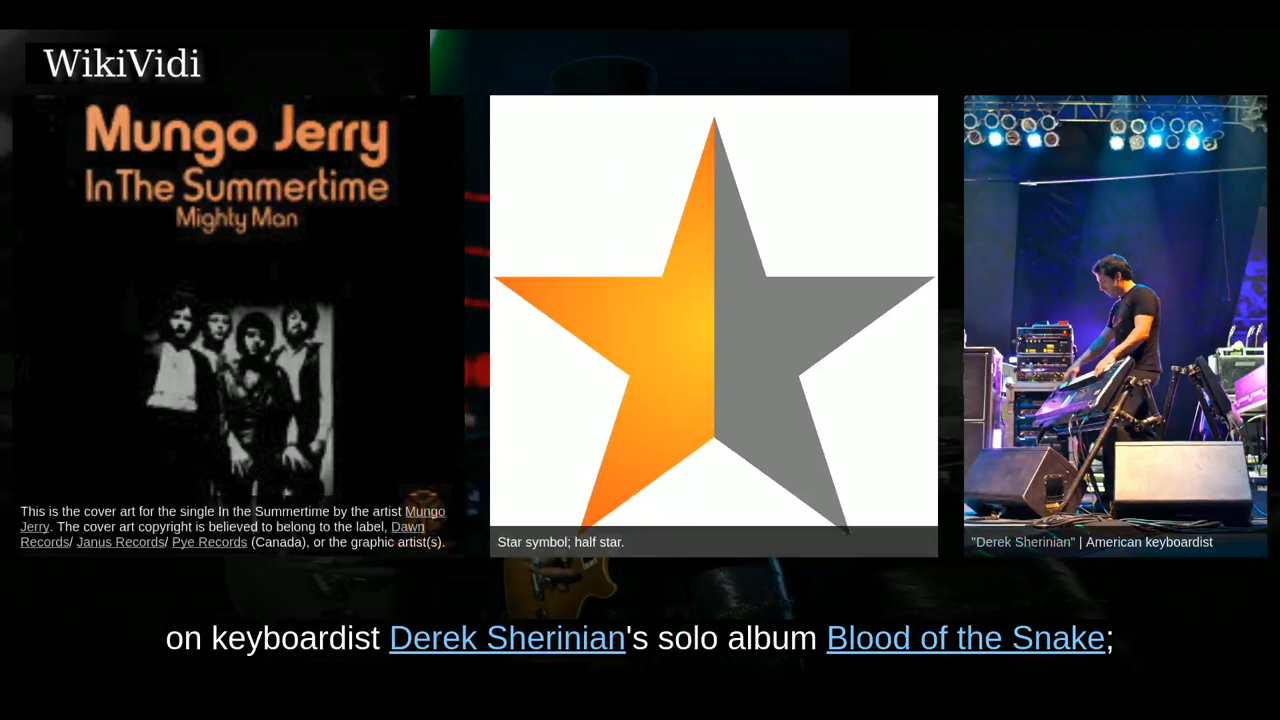 WikiVidi
Mungo Jerry
In The Summertime
Mighty Man
This is the cover art for the single In the Summertime by the artist Mungo
Jerry. The cover art copyright is believed to belong to the label, Dawn
Records/ Janus Records/ Pye Records (Canada), or the graphic artist(s).
Star symbol; half star.
"Derek Sherinian" | American keyboardist
on keyboardist Derek Sherinian's solo album Blood of the Snake;